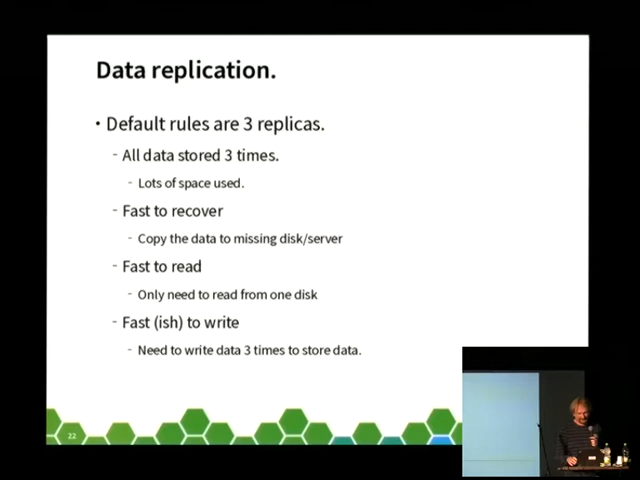 Data replication.
• Default rules are 3 replicas.
- All data stored 3 times.
- Lots of space used.
- Fast to recover
- Copy the data to missing disk/server
- Fast to read
- Only need to read from one disk
- Fast (ish) to write
- Need to write data 3 times to store data.
22